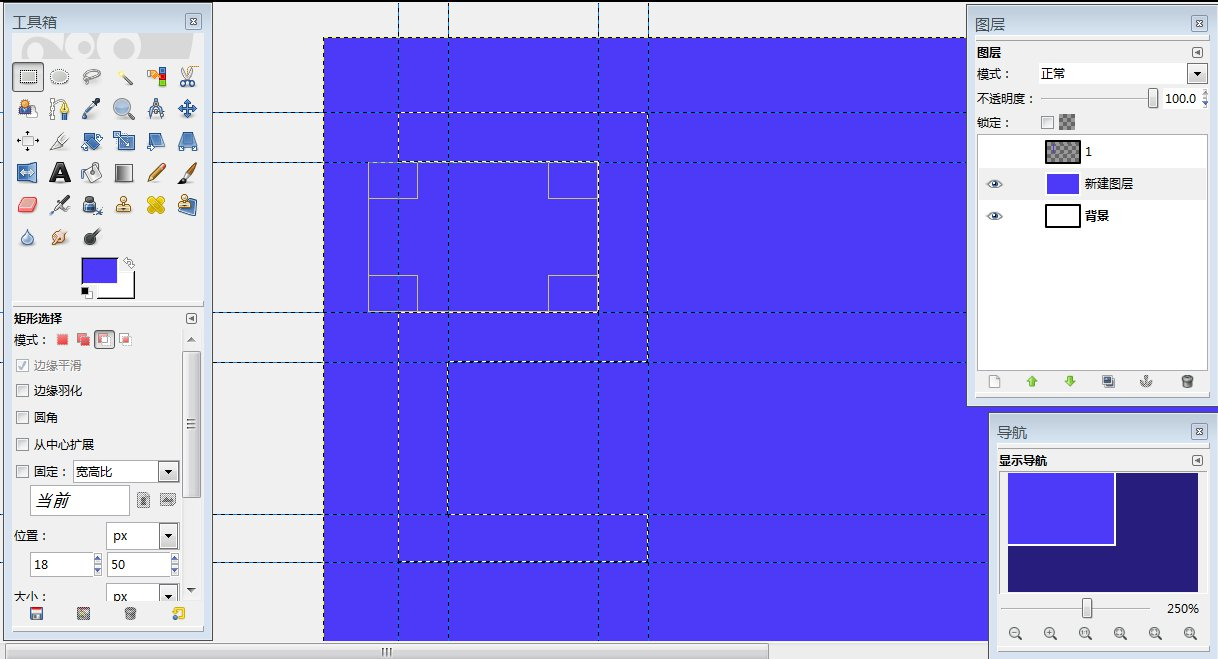 工具箱
矩形选择
模式：
边缘平滑
边缘羽化
圆角
从中心扩展
固定： 宽高比
当前
位置： px
18 50
大小： px
图层
图层
模式： 正常
不透明度： 100.0
锁定：
1
新建图层
背景
导航
显示导航
250%